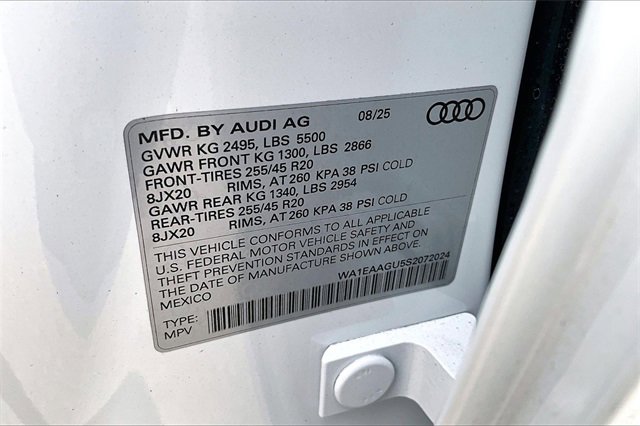 MFD. BY AUDI AG 08/25
GVWR KG 2495, LBS 5500
GAWR FRONT KG 1300, LBS 2866
FRONT-TIRES 255/45 R20
8JX20 RIMS, AT 260 KPA 38 PSI COLD
GAWR REAR KG 1340, LBS 2954
REAR-TIRES 255/45 R20
8JX20 RIMS, AT 260 KPA 38 PSI COLD
THIS VEHICLE CONFORMS TO ALL APPLICABLE
U.S. FEDERAL MOTOR VEHICLE SAFETY AND
THEFT PREVENTION STANDARDS IN EFFECT ON
THE DATE OF MANUFACTURE SHOWN ABOVE
MEXICO
WA1EAAGU5S2072024
TYPE:
MPV